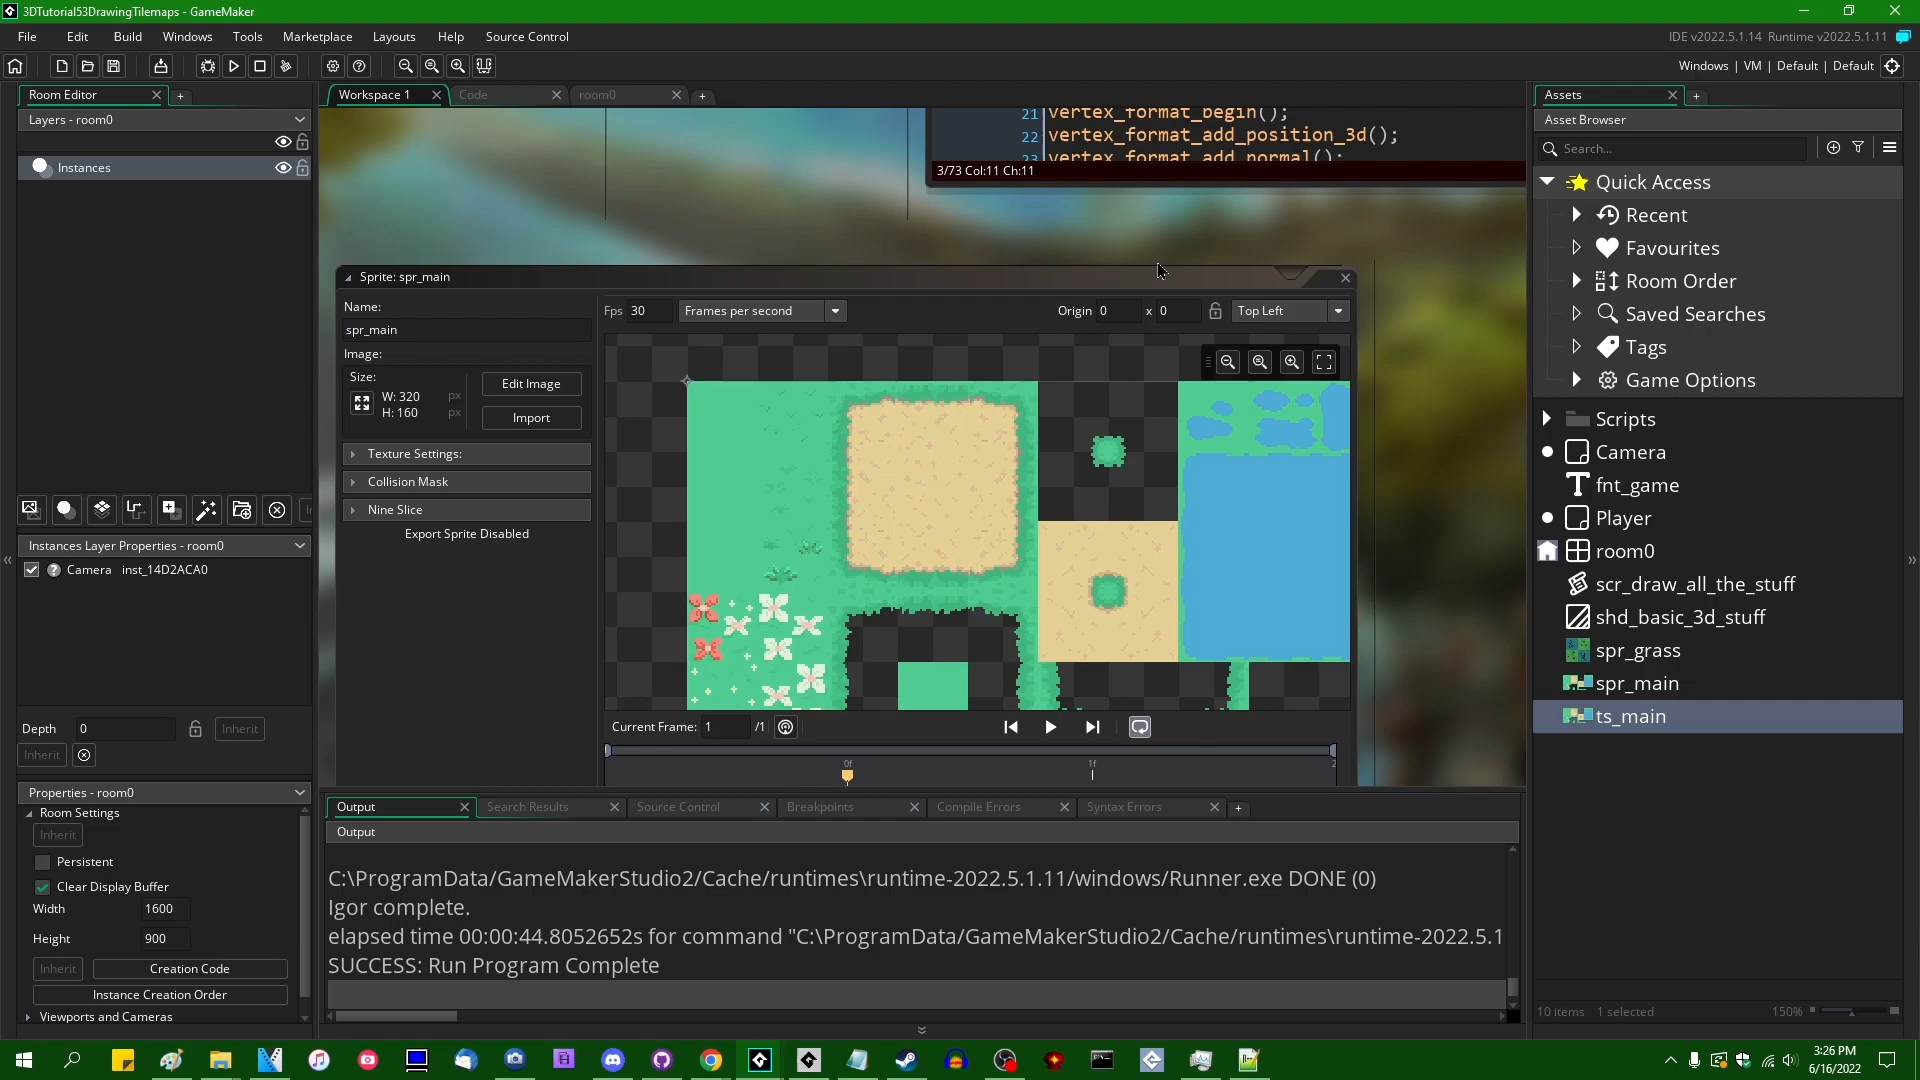 3DTutorial53DrawingTilemaps - GameMaker
File Edit Build Windows Tools Marketplace Layouts Help Source Control
IDE v2022.5.1.14 Runtime v2022.5.1.11
Windows | VM | Default | Default
Room Editor
Layers - room0
Instances
Instances Layer Properties - room0
Camera inst_14D2ACA0
Depth 0 Inherit
Inherit
Properties - room0
Room Settings
Inherit
Persistent
Clear Display Buffer
Width 1600
Height 900
Inherit Creation Code
Instance Creation Order
Viewports and Cameras
Workspace 1 Code room0
21 vertex_format_begin();
22 vertex_format_add_position_3d();
23 vertex_format_add_normal();
3/73 Col:11 Ch:11
Sprite: spr_main
Name:
spr_main
Image:
Size:
W: 320 px
H: 160 px
Edit Image
Import
Texture Settings:
Collision Mask
Nine Slice
Export Sprite Disabled
Fps 30 Frames per second Origin 0 x 0 Top Left
Current Frame: 1 /1
0f 1f 2
Output Search Results Source Control Breakpoints Compile Errors Syntax Errors
Output
C:\ProgramData/GameMakerStudio2/Cache/runtimes\runtime-2022.5.1.11/windows/Runner.exe DONE (0)
Igor complete.
elapsed time 00:00:44.8052652s for command "C:\ProgramData/GameMakerStudio2/Cache/runtimes\runtime-2022.5.1
SUCCESS: Run Program Complete
Assets
Asset Browser
Search...
Quick Access
Recent
Favourites
Room Order
Saved Searches
Tags
Game Options
Scripts
Camera
fnt_game
Player
room0
scr_draw_all_the_stuff
shd_basic_3d_stuff
spr_grass
spr_main
ts_main
10 items 1 selected 150%
3:26 PM
6/16/2022